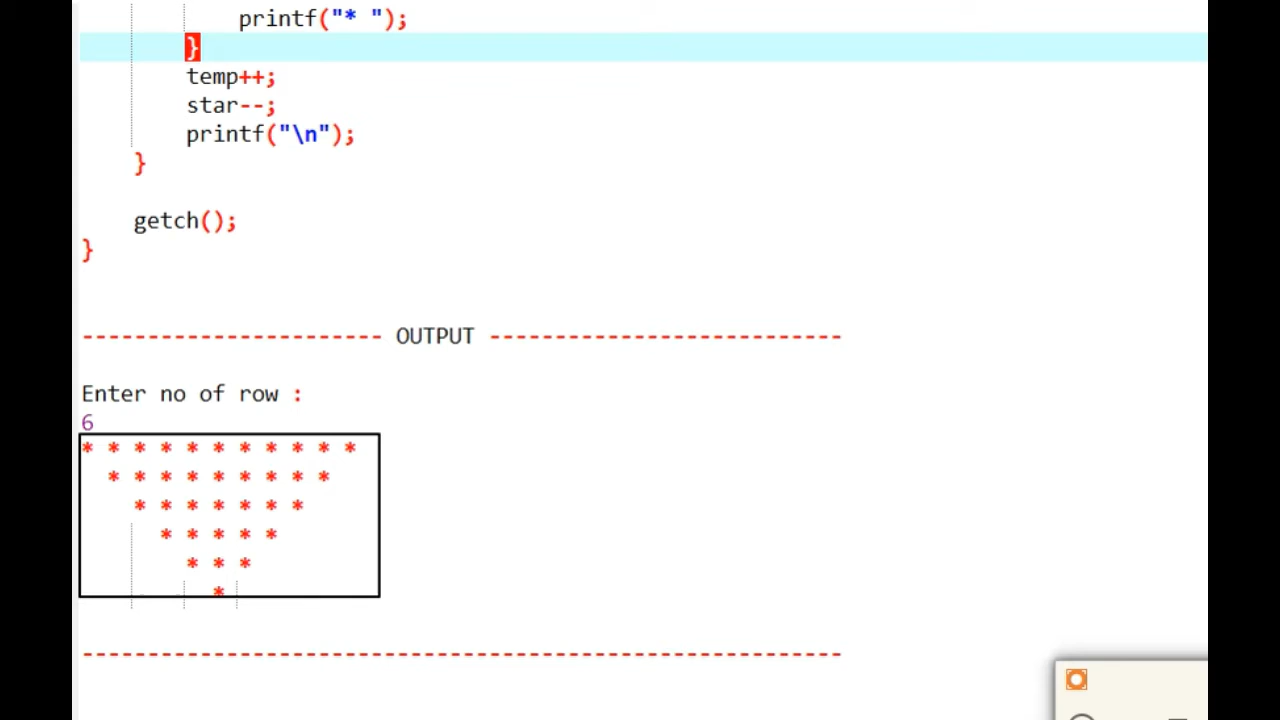 printf("* ");
}
temp++;
star--;
printf("\n");
}
getch();
}
----------------------- OUTPUT ---------------------------
Enter no of row :
6
* * * * * * * * * * *
  * * * * * * * * *
    * * * * * * *
      * * * * *
        * * *
          *
----------------------------------------------------------